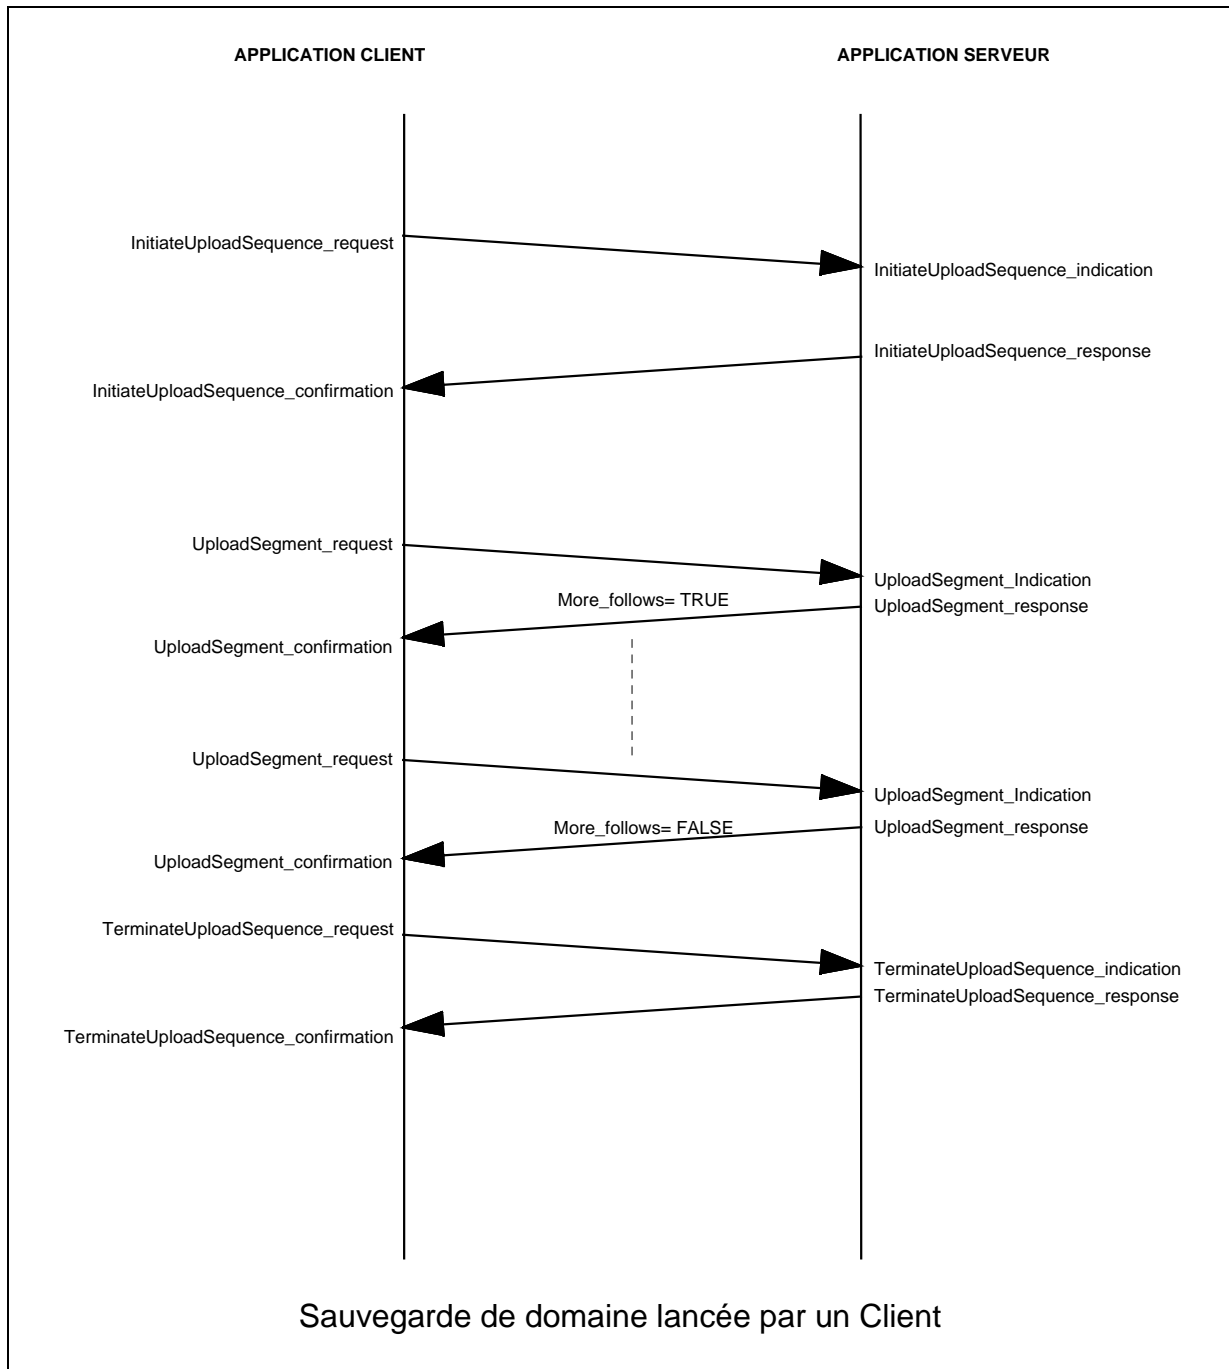 APPLICATION CLIENT
APPLICATION SERVEUR
InitiateUploadSequence_request
InitiateUploadSequence_indication
InitiateUploadSequence_response
InitiateUploadSequence_confirmation
UploadSegment_request
UploadSegment_Indication
More_follows= TRUE
UploadSegment_response
UploadSegment_confirmation
UploadSegment_request
UploadSegment_Indication
More_follows= FALSE
UploadSegment_response
UploadSegment_confirmation
TerminateUploadSequence_request
TerminateUploadSequence_indication
TerminateUploadSequence_response
TerminateUploadSequence_confirmation
Sauvegarde de domaine lancée par un Client